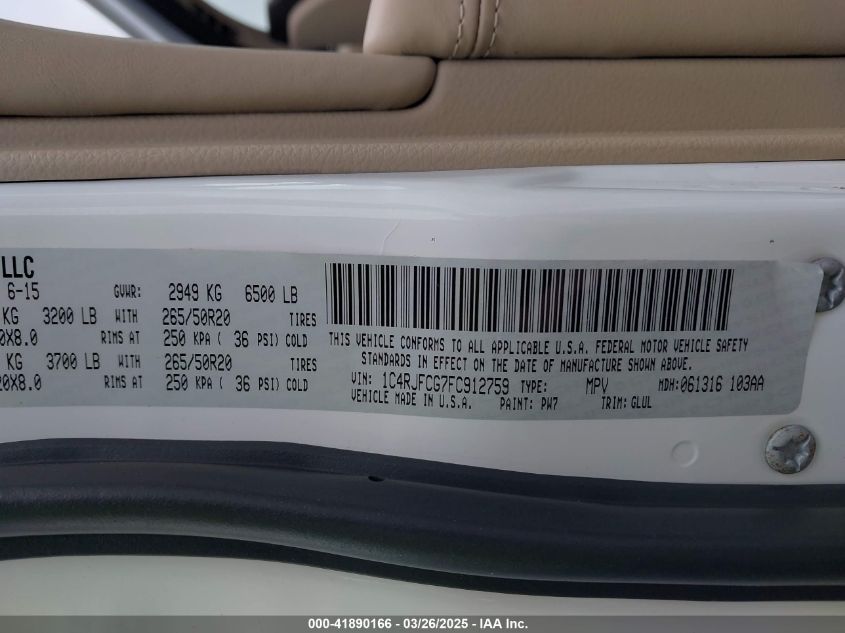 LLC
6-15 GVWR: 2949 KG 6500 LB
KG 3200 LB WITH 265/50R20 TIRES
0X8.0 RIMS AT 250 KPA ( 36 PSI) COLD
KG 3700 LB WITH 265/50R20 TIRES
20X8.0 RIMS AT 250 KPA ( 36 PSI) COLD
THIS VEHICLE CONFORMS TO ALL APPLICABLE U.S.A. FEDERAL MOTOR VEHICLE SAFETY
STANDARDS IN EFFECT ON THE DATE OF MANUFACTURE SHOWN ABOVE.
VIN: 1C4RJFCG7FC912759 TYPE: MPV MDH:061316 103AA
VEHICLE MADE IN U.S.A. PAINT: PW7 TRIM: GLUL
000-41890166 - 03/26/2025 - IAA Inc.